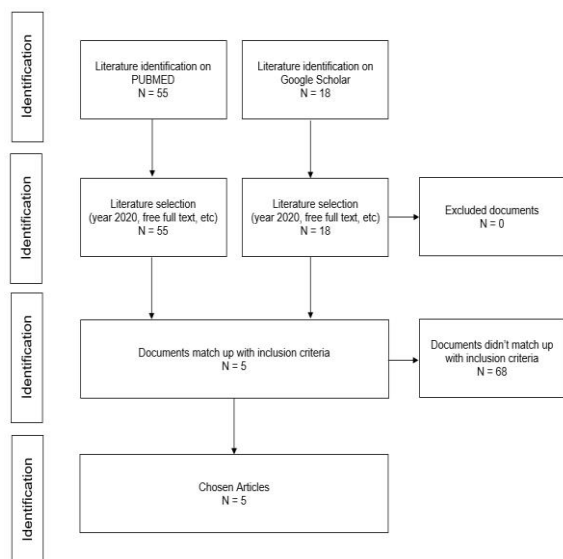 Identification
Literature identification on
PUBMED
N = 55
Literature identification on
Google Scholar
N = 18
Identification
Literature selection
(year 2020, free full text, etc)
N = 55
Literature selection
(year 2020, free full text, etc)
N = 18
Excluded documents
N = 0
Identification
Documents match up with inclusion criteria
N = 5
Documents didn't match up
with inclusion criteria
N = 68
Identification
Chosen Articles
N = 5